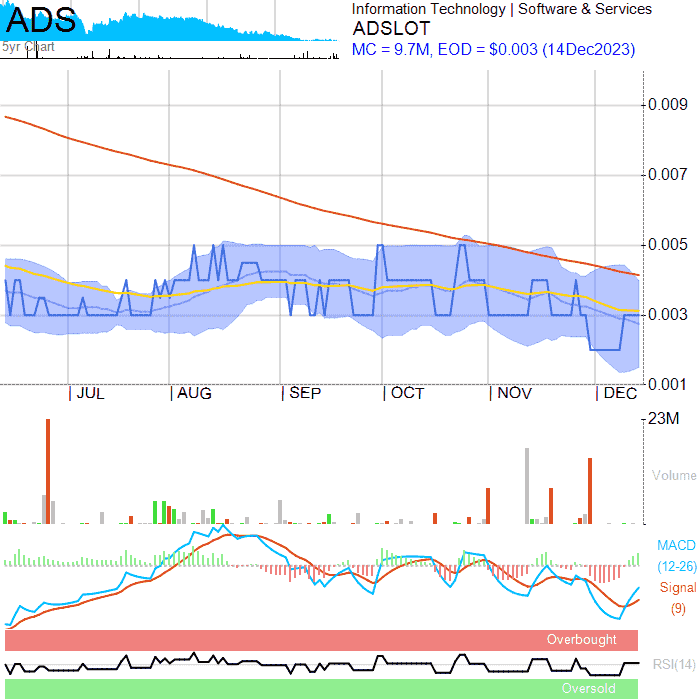 ADS
5yr Chart
Information Technology | Software & Services
ADSLOT
MC = 9.7M, EOD = $0.003 (14Dec2023)
0.009
0.007
0.005
0.003
0.001
JUL AUG SEP OCT NOV DEC
23M
Volume
MACD
(12-26)
Signal
(9)
Overbought
RSI(14)
Oversold